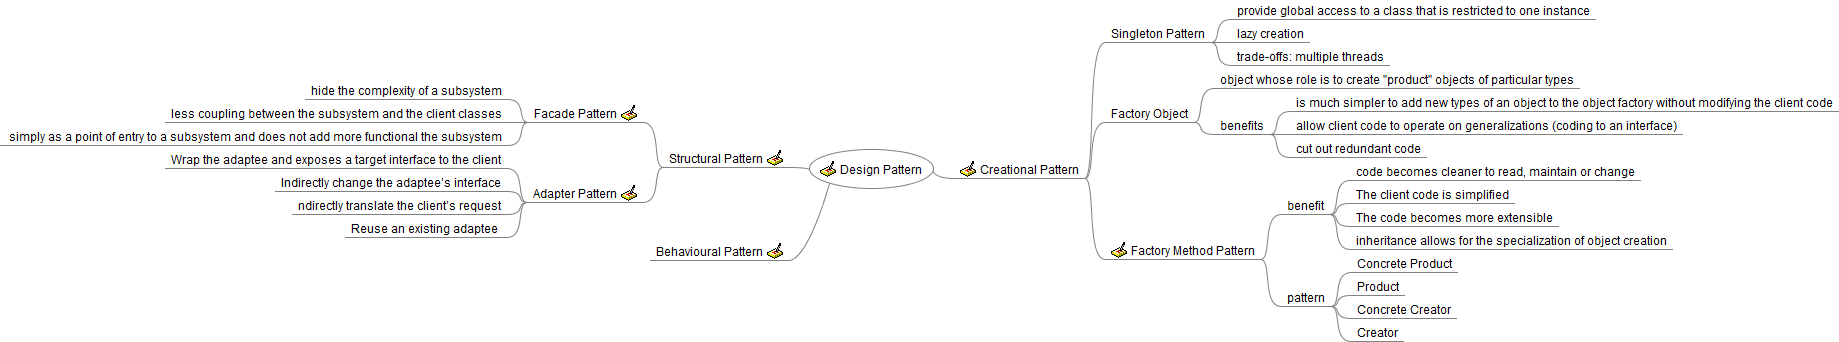 Design Pattern
Creational Pattern
Singleton Pattern
provide global access to a class that is restricted to one instance
lazy creation
trade-offs: multiple threads
Factory Object
object whose role is to create "product" objects of particular types
benefits
is much simpler to add new types of an object to the object factory without modifying the client code
allow client code to operate on generalizations (coding to an interface)
cut out redundant code
Factory Method Pattern
benefit
code becomes cleaner to read, maintain or change
The client code is simplified
The code becomes more extensible
inheritance allows for the specialization of object creation
pattern
Concrete Product
Product
Concrete Creator
Creator
Structural Pattern
Facade Pattern
hide the complexity of a subsystem
less coupling between the subsystem and the client classes
simply as a point of entry to a subsystem and does not add more functional the subsystem
Adapter Pattern
Wrap the adaptee and exposes a target interface to the client
Indirectly change the adaptee’s interface
ndirectly translate the client’s request
Reuse an existing adaptee
Behavioural Pattern